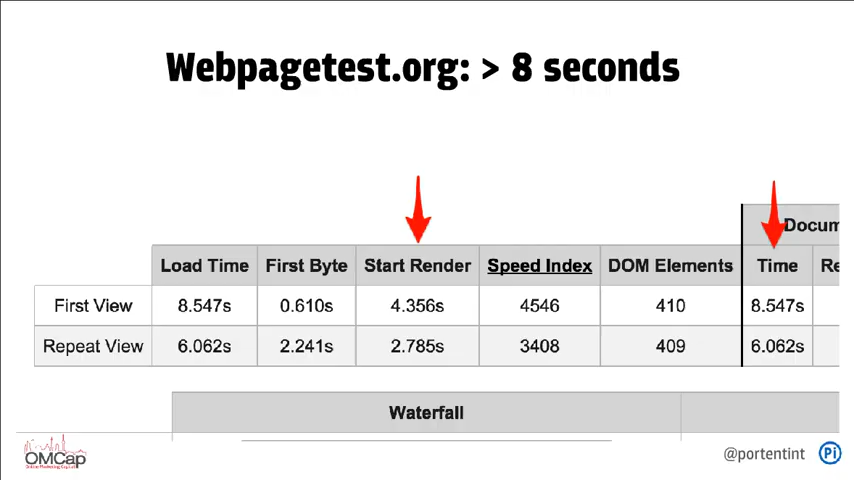 Webpagetest.org: > 8 seconds
Docum
Load Time First Byte Start Render Speed Index DOM Elements Time Re
First View 8.547s 0.610s 4.356s 4546 410 8.547s
Repeat View 6.062s 2.241s 2.785s 3408 409 6.062s
Waterfall
OMCap
@portentint Pi